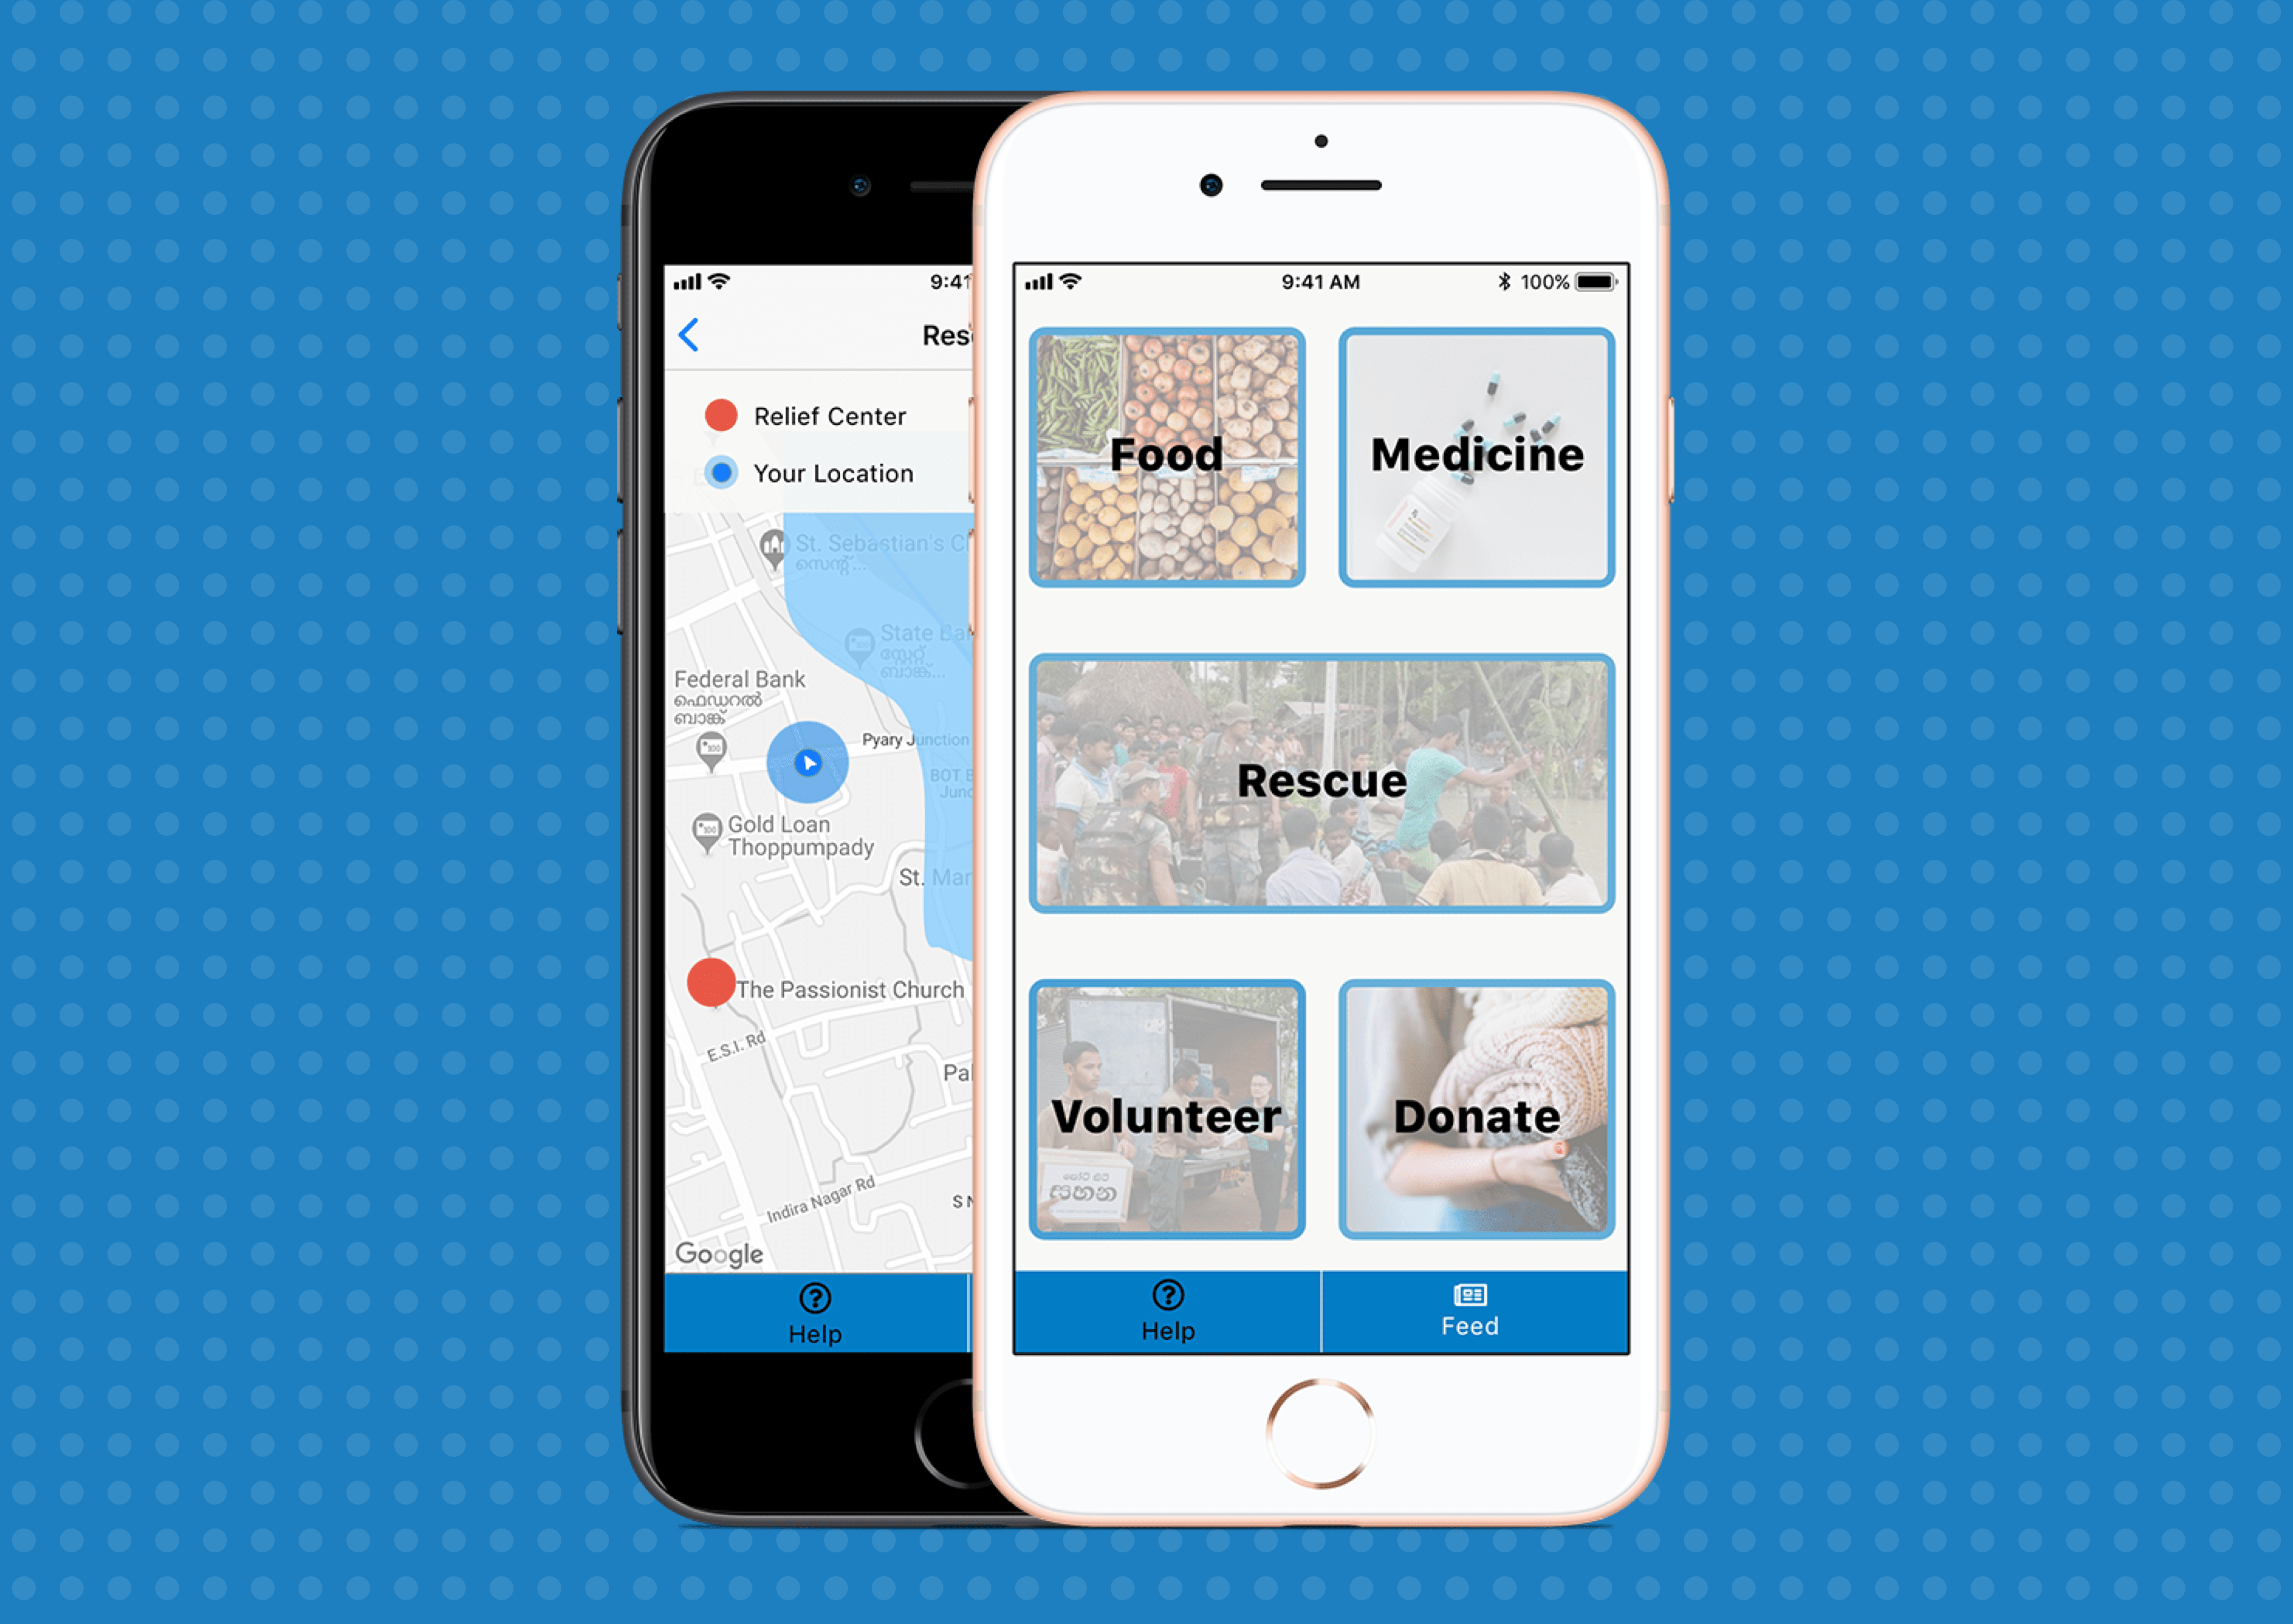 9:41
Res
Relief Center
Your Location
St. Sebastian's C
സെന്റ് ...
State Ba
സ്റ്റേറ്റ്
ബാങ്ക്...
Federal Bank
ഫെഡറൽ
ബാങ്ക്
Pyary Junction
BOT B
Junc
Gold Loan
Thoppumpady
St. Mar
The Passionist Church
E.S.I. Rd
Pal
Indira Nagar Rd
S N
Google
Help
9:41 AM
100%
Food
Medicine
Rescue
Volunteer
සහන
Donate
Help
Feed